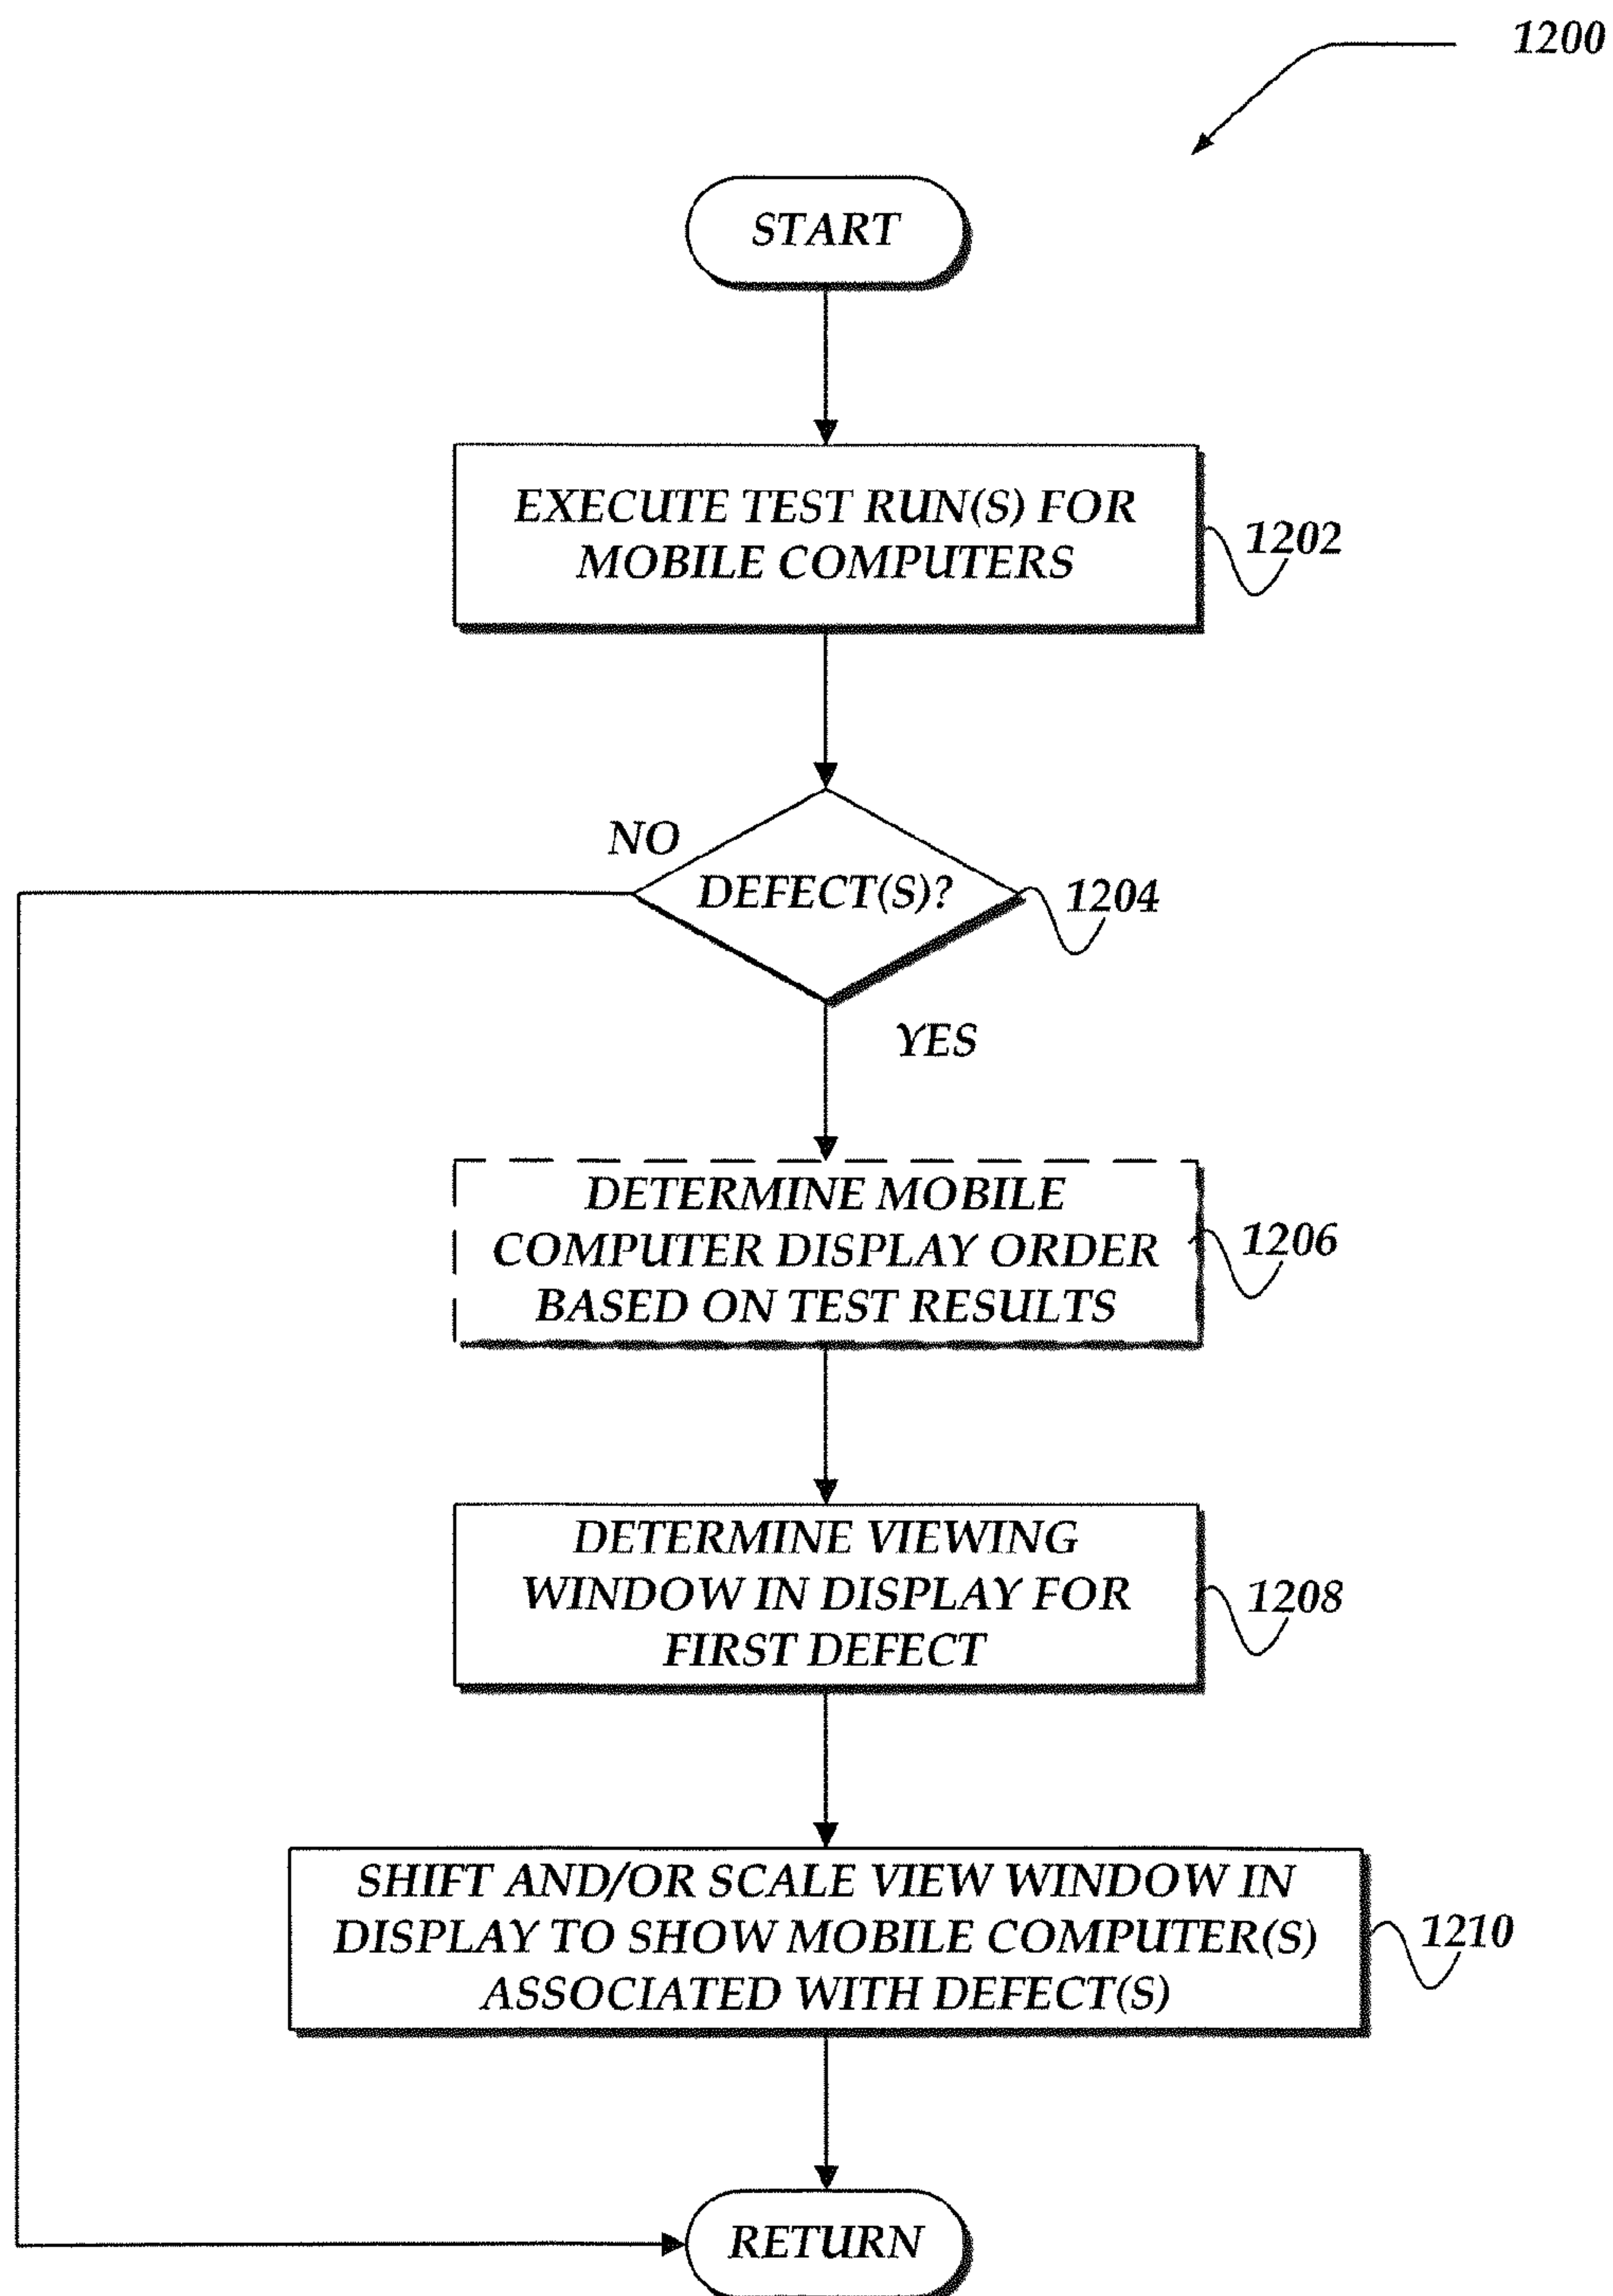 1200
START
EXECUTE TEST RUN(S) FOR
MOBILE COMPUTERS
1202
NO
DEFECT(S)?
1204
YES
DETERMINE MOBILE
COMPUTER DISPLAY ORDER
BASED ON TEST RESULTS
1206
DETERMINE VIEWING
WINDOW IN DISPLAY FOR
FIRST DEFECT
1208
SHIFT AND/OR SCALE VIEW WINDOW IN
DISPLAY TO SHOW MOBILE COMPUTER(S)
ASSOCIATED WITH DEFECT(S)
1210
RETURN